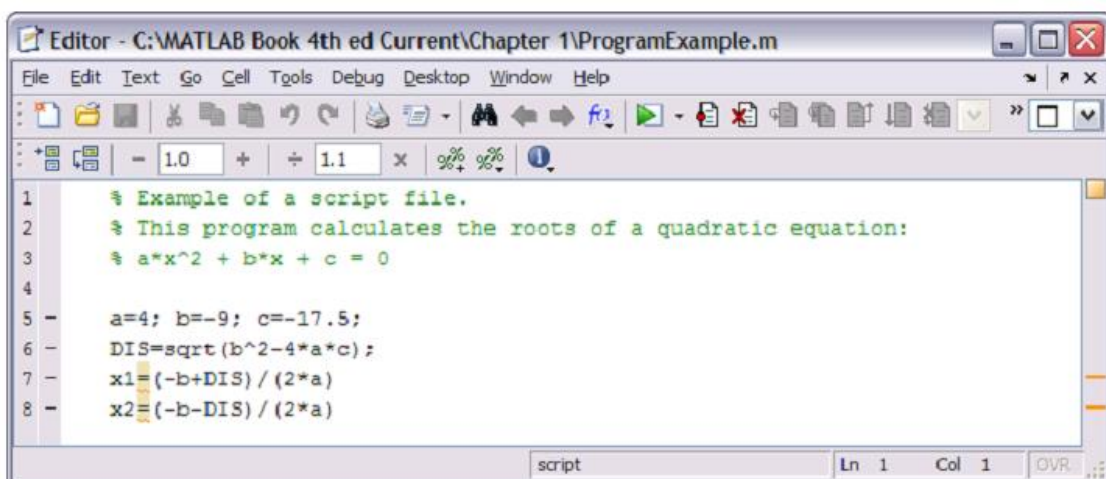 Editor - C:\MATLAB Book 4th ed Current\Chapter 1\ProgramExample.m
File Edit Text Go Cell Tools Debug Desktop Window Help
- 1.0 + ÷ 1.1 ×
1 % Example of a script file.
2 % This program calculates the roots of a quadratic equation:
3 % a*x^2 + b*x + c = 0
4
5 - a=4; b=-9; c=-17.5;
6 - DIS=sqrt(b^2-4*a*c);
7 - x1=(-b+DIS)/(2*a)
8 - x2=(-b-DIS)/(2*a)
script Ln 1 Col 1 OVR